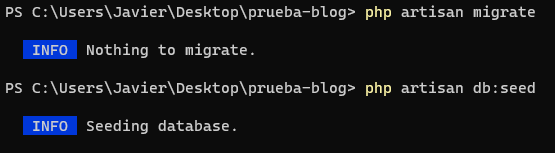 PS C:\Users\Javier\Desktop\prueba-blog> php artisan migrate
INFO Nothing to migrate.
PS C:\Users\Javier\Desktop\prueba-blog> php artisan db:seed
INFO Seeding database.